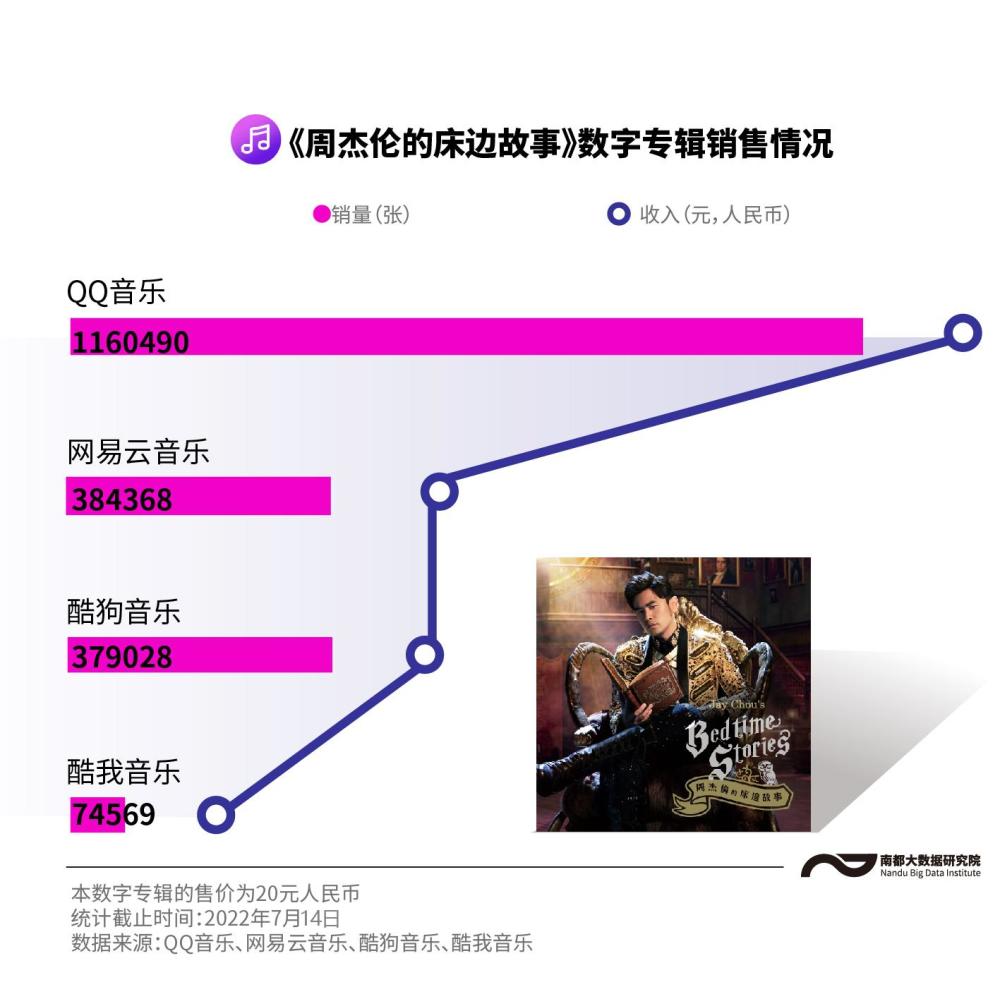 《周杰伦的床边故事》数字专辑销售情况
销量(张)
收入(元,人民币)
QQ音乐
1160490
网易云音乐
384368
酷狗音乐
379028
酷我音乐
74569
Jay Chou's
Bedtime
Stories
周杰倫的床邊故事
南都大数据研究院
Nandu Big Data Institute
本数字专辑的售价为20元人民币
统计截止时间:2022年7月14日
数据来源:QQ音乐、网易云音乐、酷狗音乐、酷我音乐